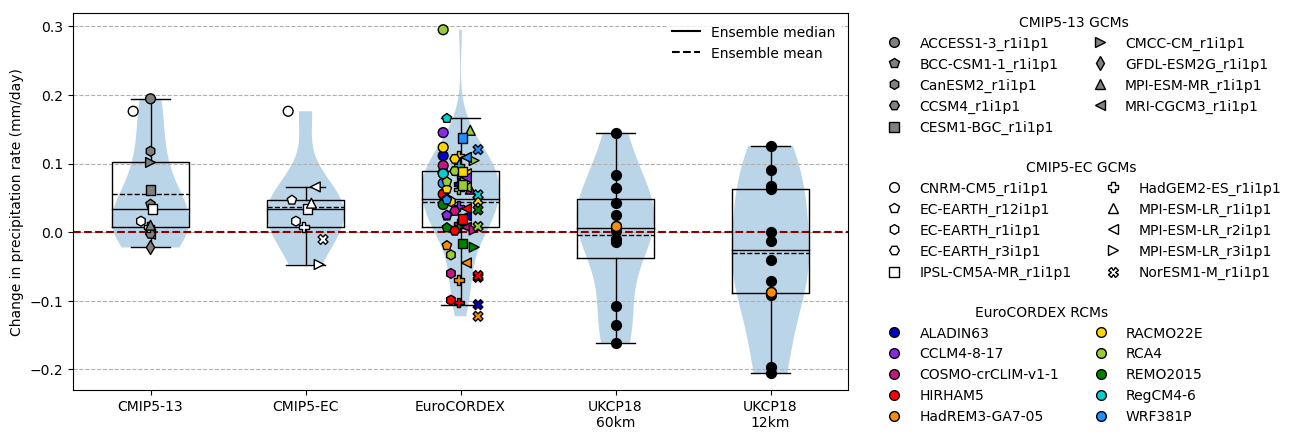 Change in precipitation rate (mm/day)
0.3
0.2
0.1
0.0
−0.1
−0.2
CMIP5-13
CMIP5-EC
EuroCORDEX
UKCP18
60km
UKCP18
12km
Ensemble median
Ensemble mean
CMIP5-13 GCMs
ACCESS1-3_r1i1p1
BCC-CSM1-1_r1i1p1
CanESM2_r1i1p1
CCSM4_r1i1p1
CESM1-BGC_r1i1p1
CMCC-CM_r1i1p1
GFDL-ESM2G_r1i1p1
MPI-ESM-MR_r1i1p1
MRI-CGCM3_r1i1p1
CMIP5-EC GCMs
CNRM-CM5_r1i1p1
EC-EARTH_r12i1p1
EC-EARTH_r1i1p1
EC-EARTH_r3i1p1
IPSL-CM5A-MR_r1i1p1
HadGEM2-ES_r1i1p1
MPI-ESM-LR_r1i1p1
MPI-ESM-LR_r2i1p1
MPI-ESM-LR_r3i1p1
NorESM1-M_r1i1p1
EuroCORDEX RCMs
ALADIN63
CCLM4-8-17
COSMO-crCLIM-v1-1
HIRHAM5
HadREM3-GA7-05
RACMO22E
RCA4
REMO2015
RegCM4-6
WRF381P